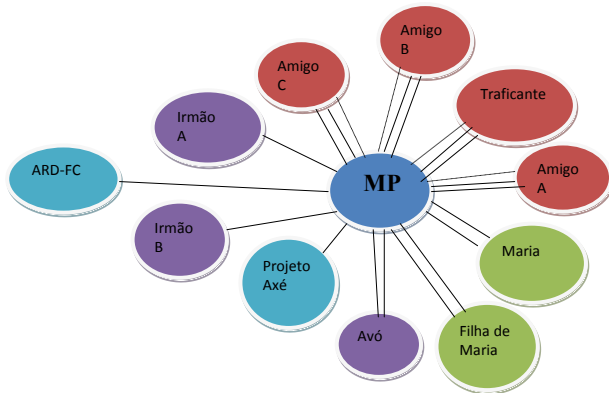 Amigo
B
Amigo
C
Traficante
Irmão
A
ARD-FC
MP
Amigo
A
Irmão
B
Maria
Projeto
Axé
Avó
Filha de
Maria